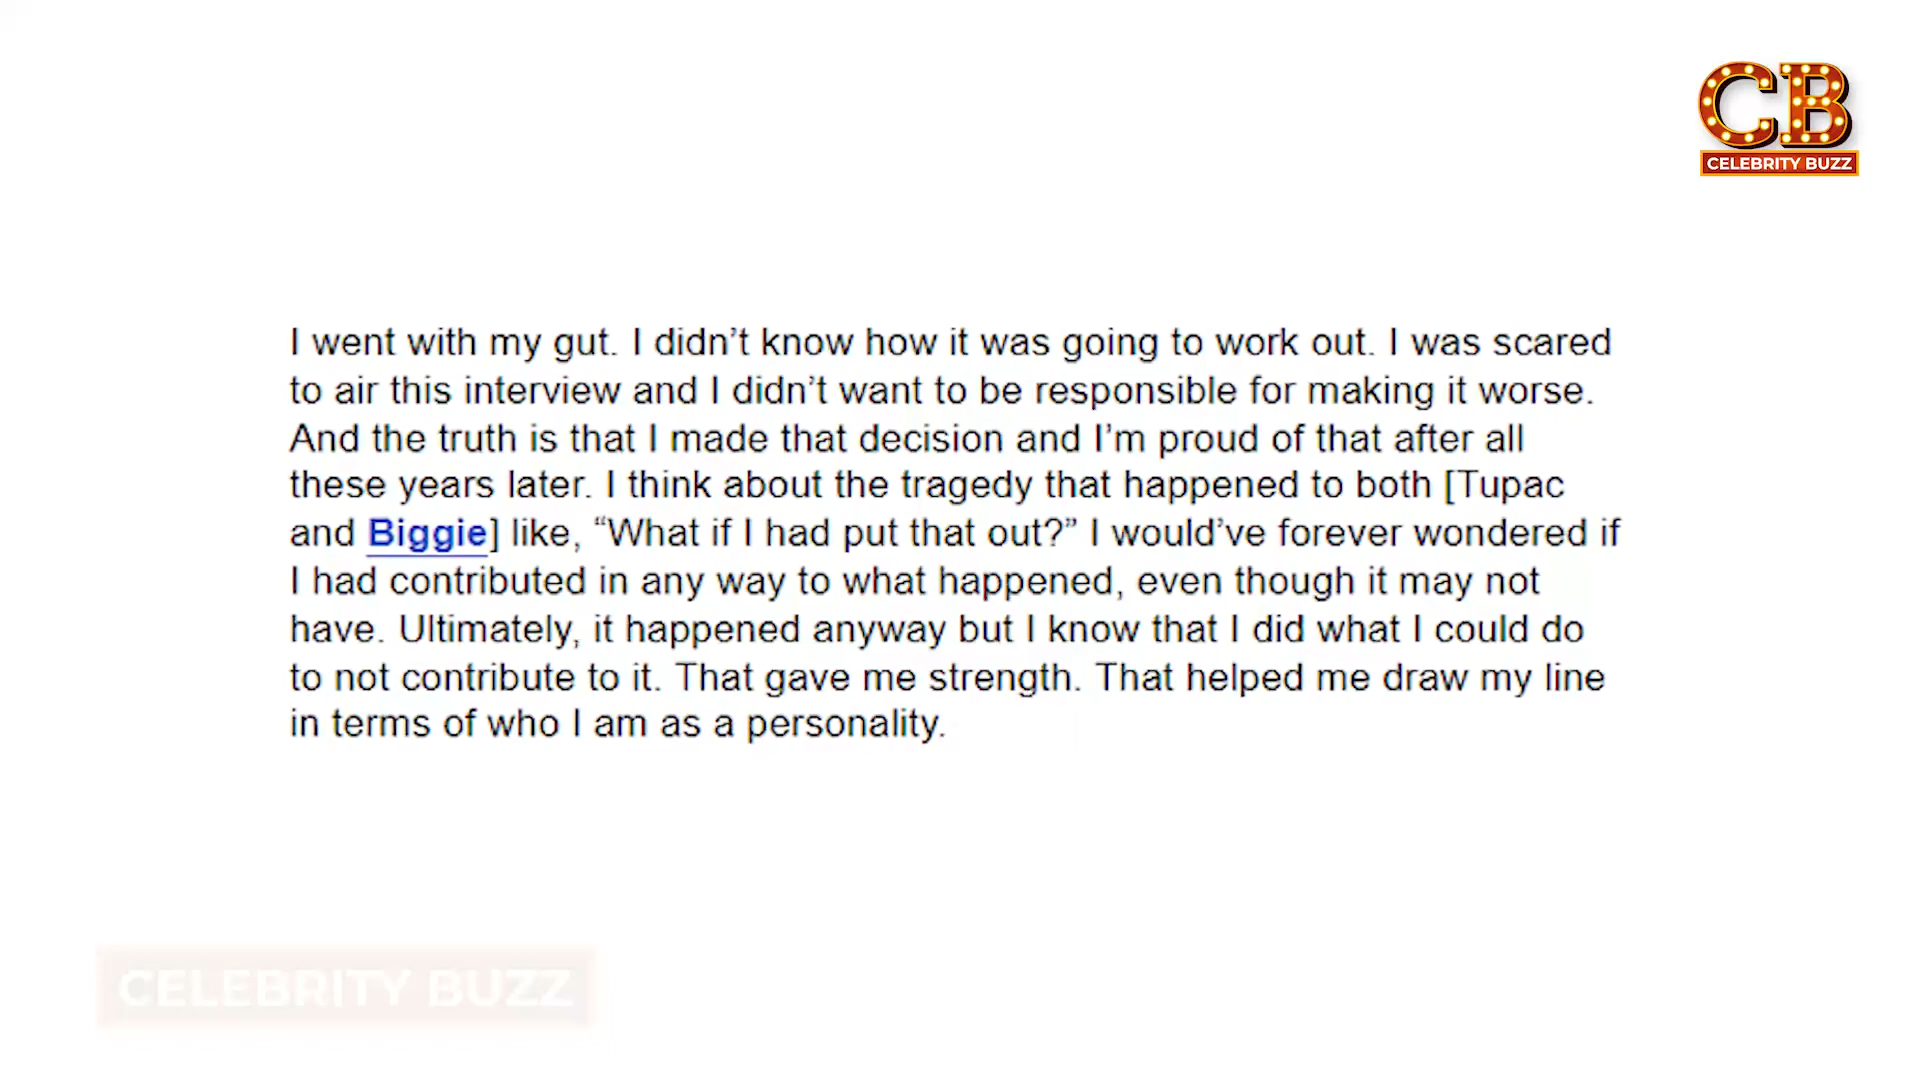 CB
CELEBRITY BUZZ
I went with my gut. I didn’t know how it was going to work out. I was scared
to air this interview and I didn’t want to be responsible for making it worse.
And the truth is that I made that decision and I’m proud of that after all
these years later. I think about the tragedy that happened to both [Tupac
and Biggie] like, “What if I had put that out?” I would’ve forever wondered if
I had contributed in any way to what happened, even though it may not
have. Ultimately, it happened anyway but I know that I did what I could do
to not contribute to it. That gave me strength. That helped me draw my line
in terms of who I am as a personality.
CELEBRITY BUZZ